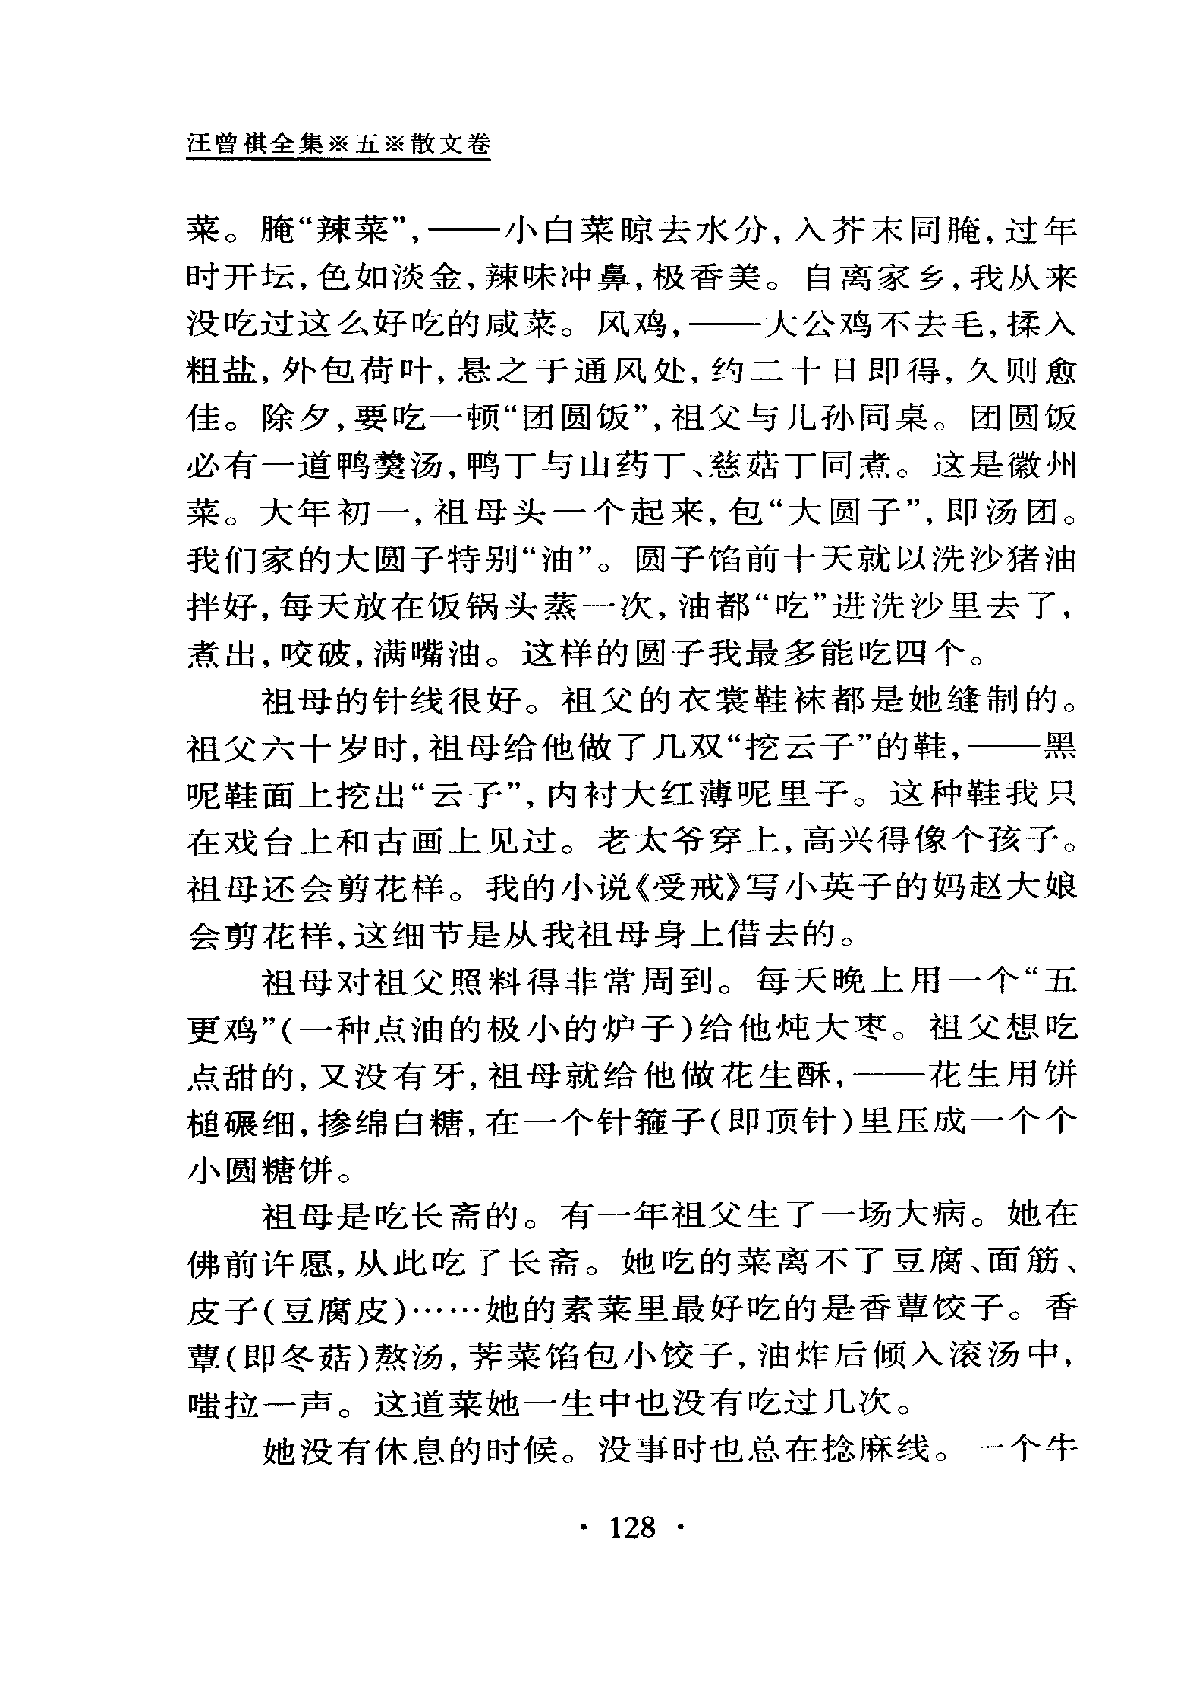 汪曾祺全集※五※散文卷
菜。腌“辣菜”,——小白菜晾去水分,入芥末同腌,过年
时开坛,色如淡金,辣味冲鼻,极香美。自离家乡,我从来
没吃过这么好吃的咸菜。风鸡,——大公鸡不去毛,揉入
粗盐,外包荷叶,悬之于通风处,约二十日即得,久则愈
佳。除夕,要吃一顿“团圆饭”,祖父与儿孙同桌。团圆饭
必有一道鸭羹汤,鸭丁与山药丁、慈菇丁同煮。这是徽州
菜。大年初一,祖母头一个起来,包“大圆子”,即汤团。
我们家的大圆子特别“油”。圆子馅前十天就以洗沙猪油
拌好,每天放在饭锅头蒸一次,油都“吃”进洗沙里去了,
煮出,咬破,满嘴油。这样的圆子我最多能吃四个。
祖母的针线很好。祖父的衣裳鞋袜都是她缝制的。
祖父六十岁时,祖母给他做了几双“挖云子”的鞋,——黑
呢鞋面上挖出“云子”,内衬大红薄呢里子。这种鞋我只
在戏台上和古画上见过。老太爷穿上,高兴得像个孩子。
祖母还会剪花样。我的小说《受戒》写小英子的妈赵大娘
会剪花样,这细节是从我祖母身上借去的。
祖母对祖父照料得非常周到。每天晚上用一个“五
更鸡”(一种点油的极小的炉子)给他炖大枣。祖父想吃
点甜的,又没有牙,祖母就给他做花生酥,——花生用饼
槌碾细,掺绵白糖,在一个针箍子(即顶针)里压成一个个
小圆糖饼。
祖母是吃长斋的。有一年祖父生了一场大病。她在
佛前许愿,从此吃了长斋。她吃的菜离不了豆腐、面筋、
皮子(豆腐皮)……她的素菜里最好吃的是香蕈饺子。香
蕈(即冬菇)熬汤,荠菜馅包小饺子,油炸后倾入滚汤中,
嗤拉一声。这道菜她一生中也没有吃过几次。
她没有休息的时候。没事时也总在捻麻线。一个牛
· 128 ·